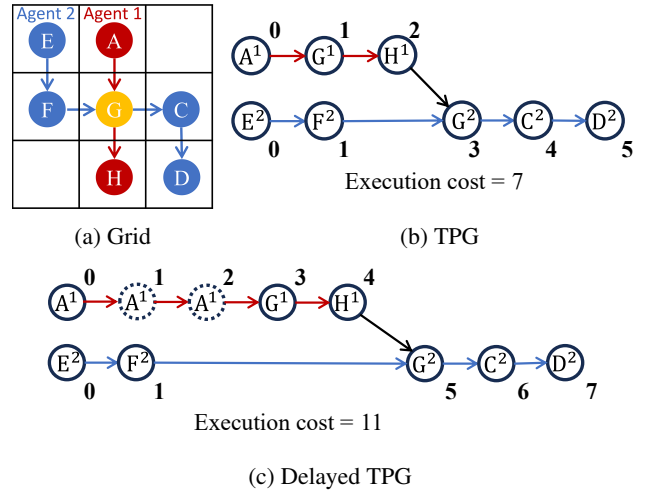 Agent 2 Agent 1
E A
F G C
H D
(a) Grid
0 1 2
A¹ G¹ H¹
E² F² G² C² D²
0 1 3 4 5
Execution cost = 7
(b) TPG
0 1 2 3 4
A¹ A¹ A¹ G¹ H¹
E² F² G² C² D²
0 1 5 6 7
Execution cost = 11
(c) Delayed TPG